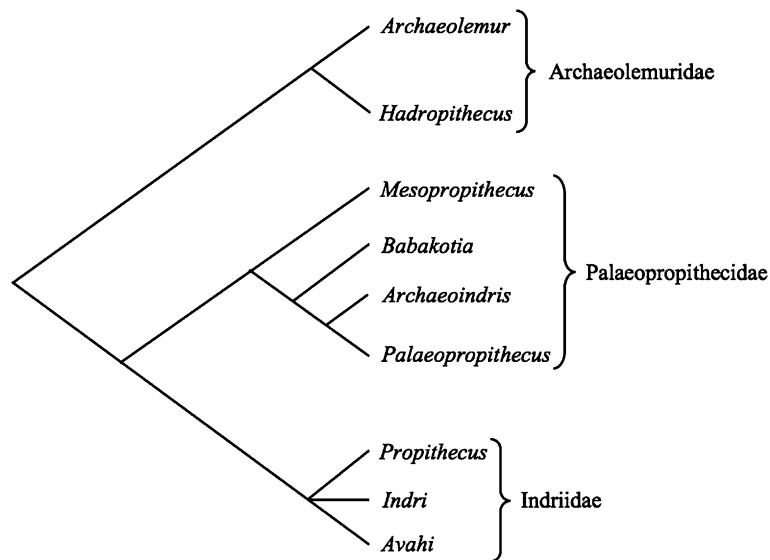 Archaeolemur
Archaeolemuridae
Hadropithecus
Mesopropithecus
Babakotia
Palaeopropithecidae
Archaeoindris
Palaeopropithecus
Propithecus
Indri
Indriidae
Avahi